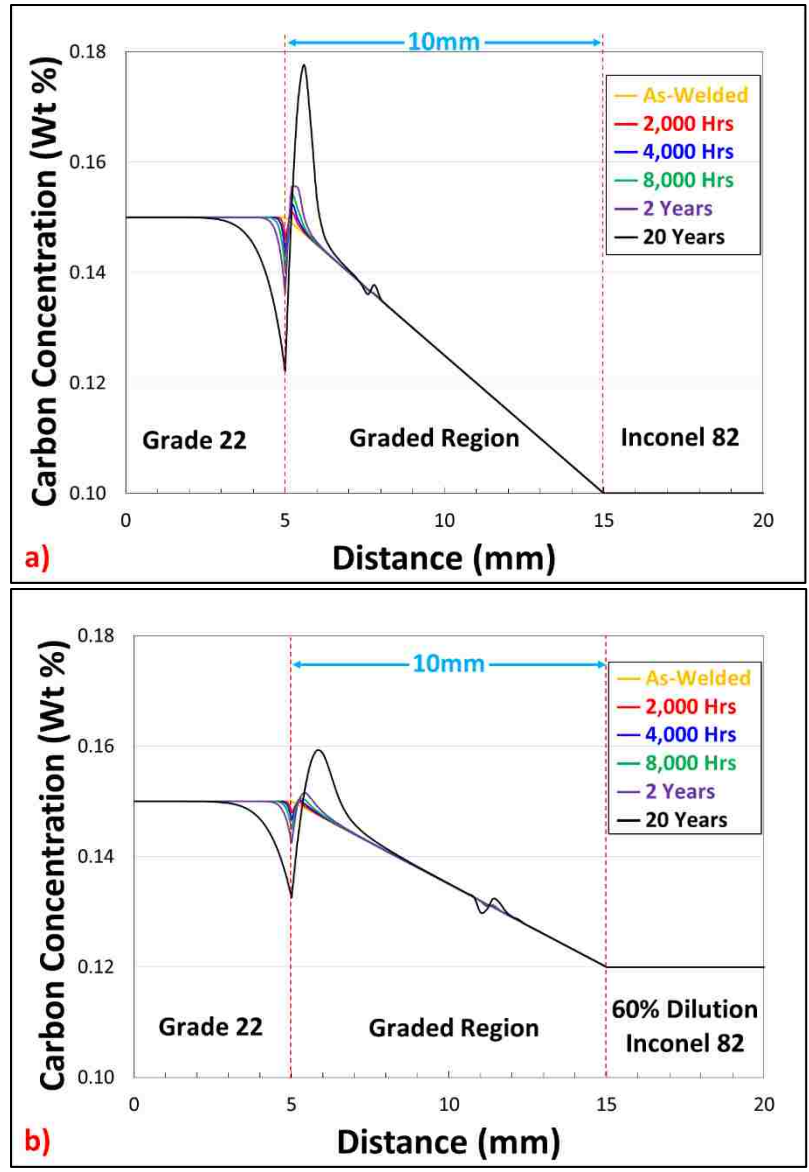 10mm
0.18
0.16
0.14
0.12
0.10
Carbon Concentration (Wt %)
As-Welded
2,000 Hrs
4,000 Hrs
8,000 Hrs
2 Years
20 Years
Grade 22
Graded Region
Inconel 82
0
5
10
15
20
a)
Distance (mm)
10mm
0.18
0.16
0.14
0.12
0.10
Carbon Concentration (Wt %)
As-Welded
2,000 Hrs
4,000 Hrs
8,000 Hrs
2 Years
20 Years
Grade 22
Graded Region
60% Dilution
Inconel 82
0
5
10
15
20
b)
Distance (mm)